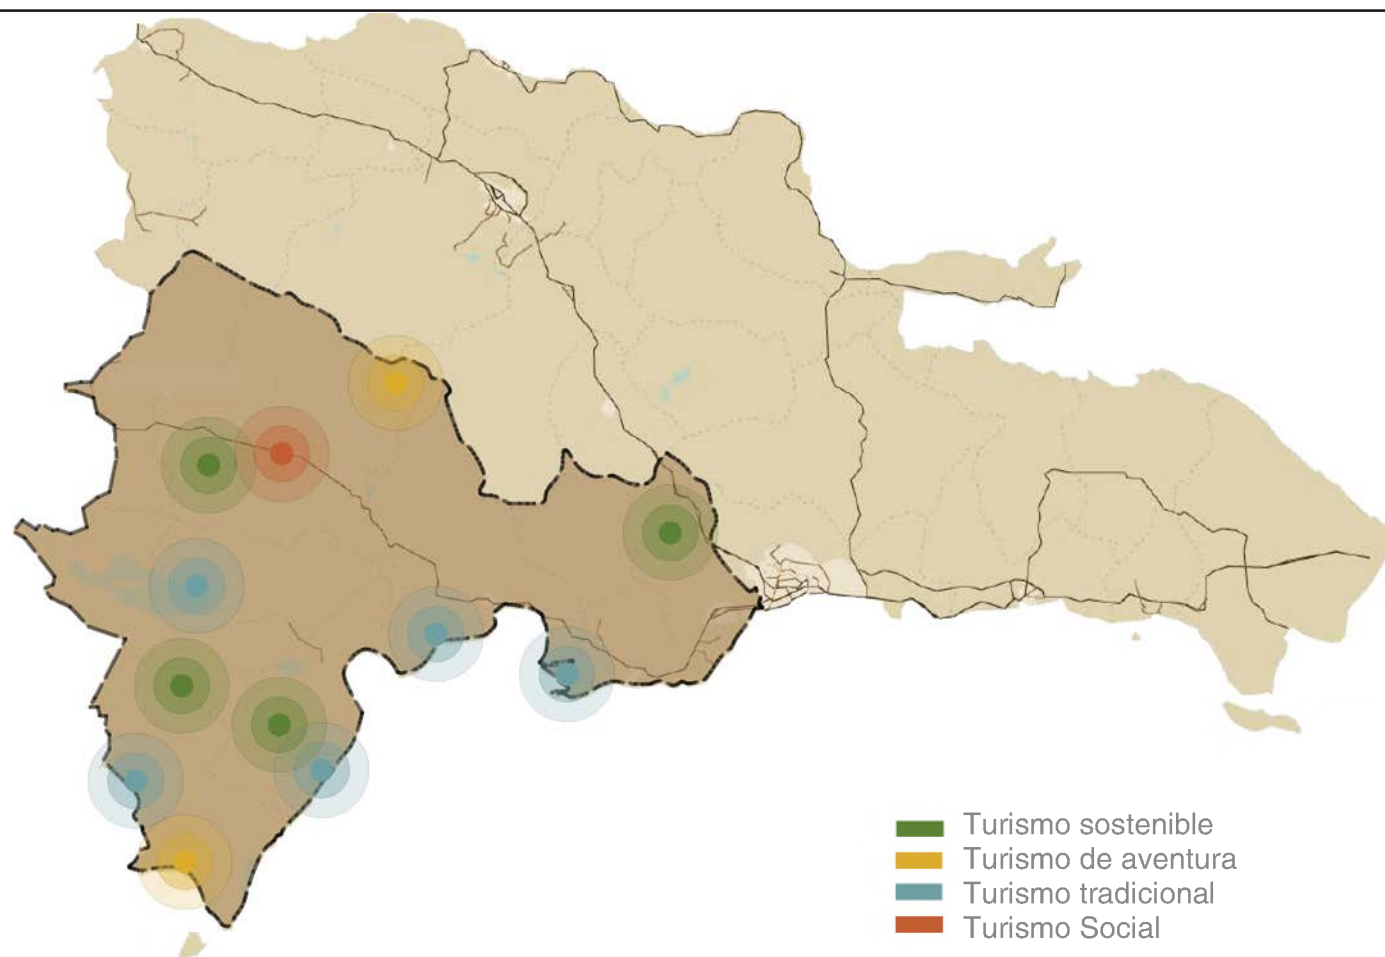 Turismo sostenible
Turismo de aventura
Turismo tradicional
Turismo Social